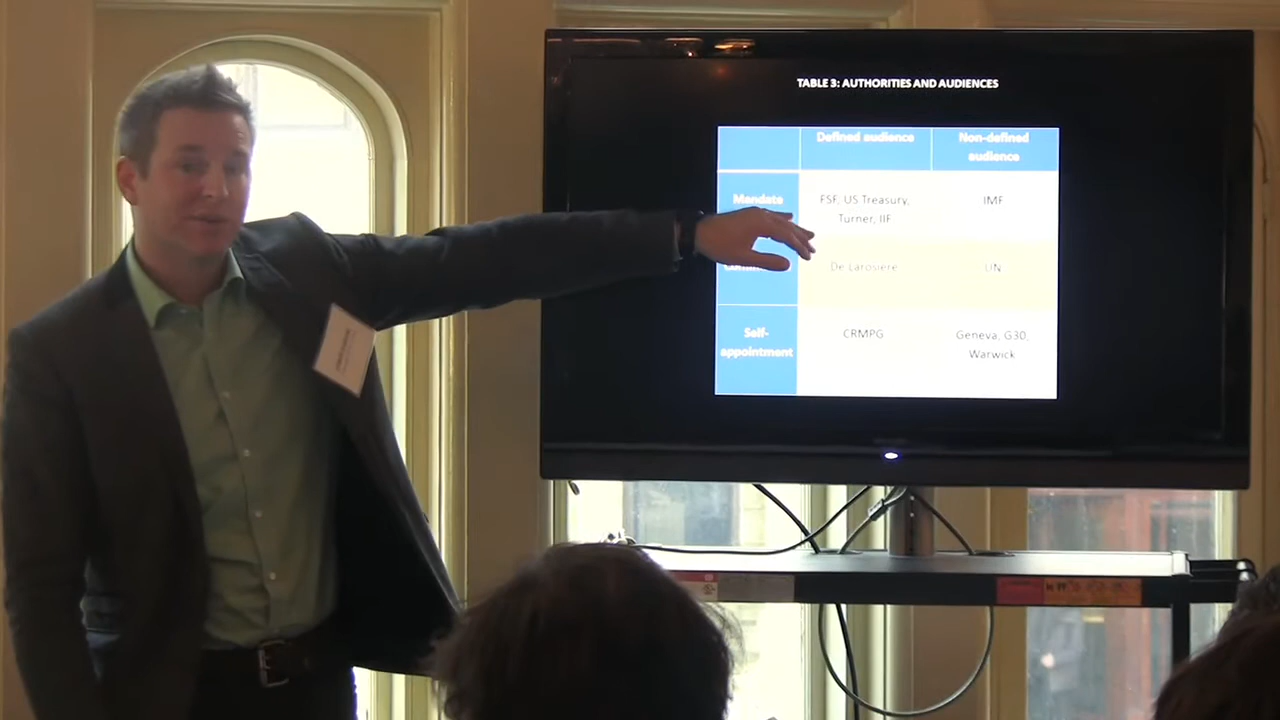 TABLE 3: AUTHORITIES AND AUDIENCES
Defined audience
Non-defined
audience
Mandate
FSF, US Treasury,
Turner, IIF
IMF
De Larosière
UN
Self-
appointment
CRMPG
Geneva, G30,
Warwick